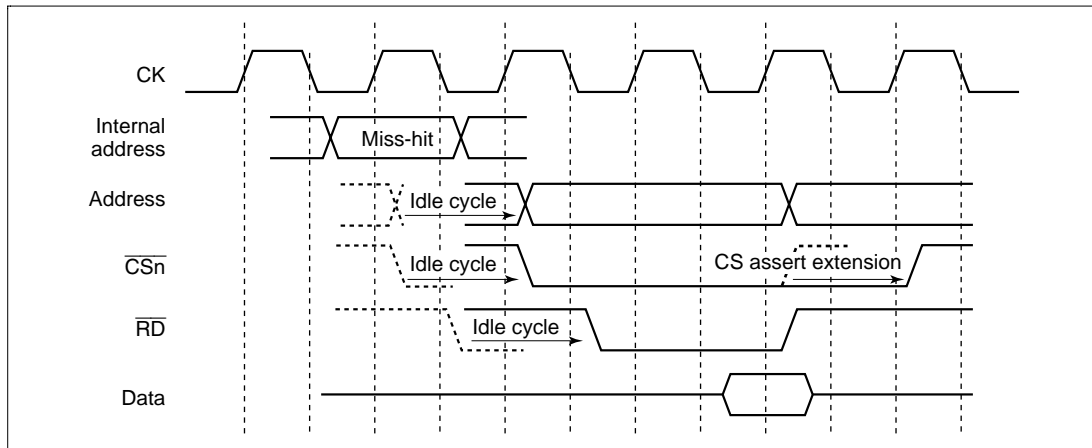 CK
Internal
address
Miss-hit
Address
Idle cycle
CSn
Idle cycle
CS assert extension
RD
Idle cycle
Data